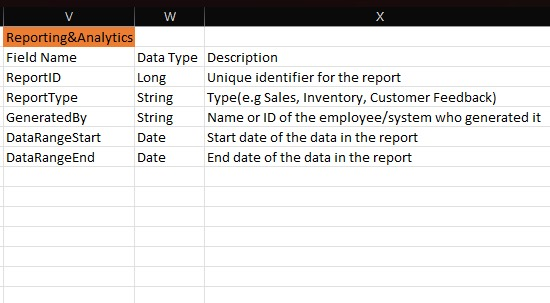 V W X
Reporting&Analytics
Field Name Data Type Description
ReportID Long Unique identifier for the report
ReportType String Type(e.g Sales, Inventory, Customer Feedback)
GeneratedBy String Name or ID of the employee/system who generated it
DataRangeStart Date Start date of the data in the report
DataRangeEnd Date End date of the data in the report